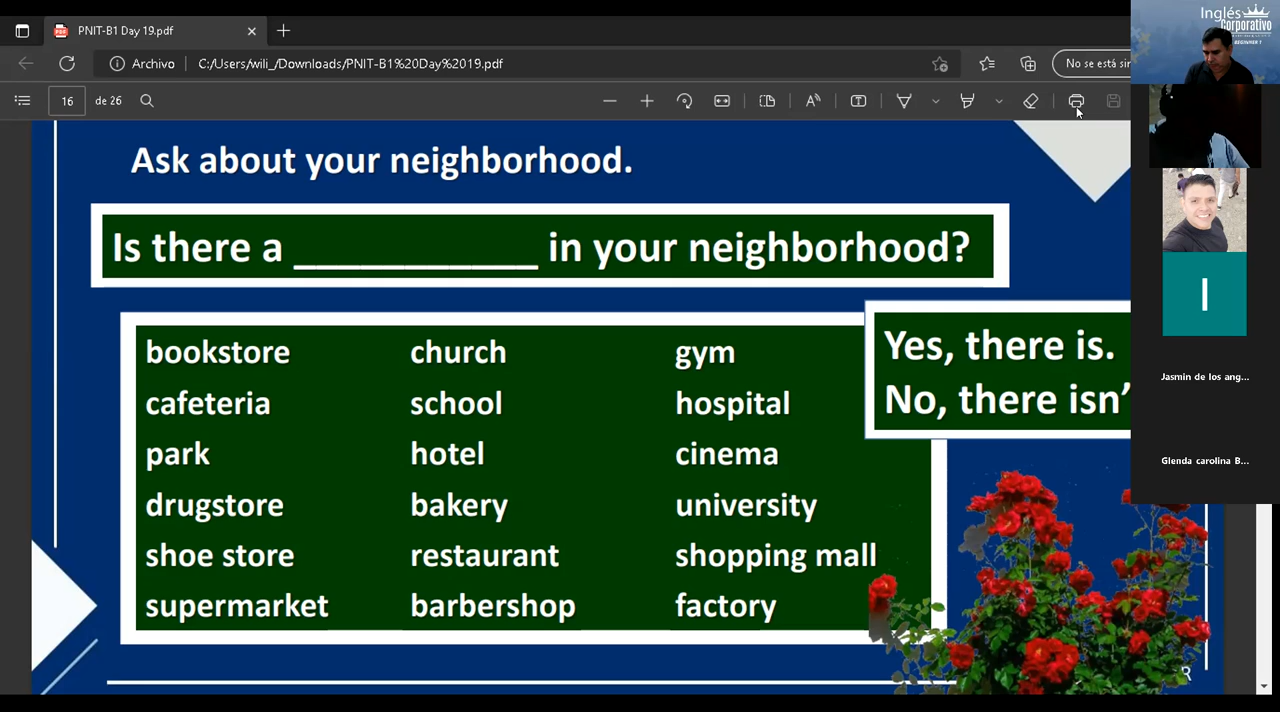 PNIT-B1 Day 19.pdf
Archivo
C:/Users/wili_/Downloads/PNIT-B1%20Day%2019.pdf
No se está sin
16 de 26
Ask about your neighborhood.
Is there a ___________ in your neighborhood?
bookstore church gym
cafeteria school hospital
park hotel cinema
drugstore bakery university
shoe store restaurant shopping mall
supermarket barbershop factory
Yes, there is.
No, there isn'
R
Inglés
Corporativo
BEGINNER 1
I
Jasmin de los ang...
Glenda carolina B...